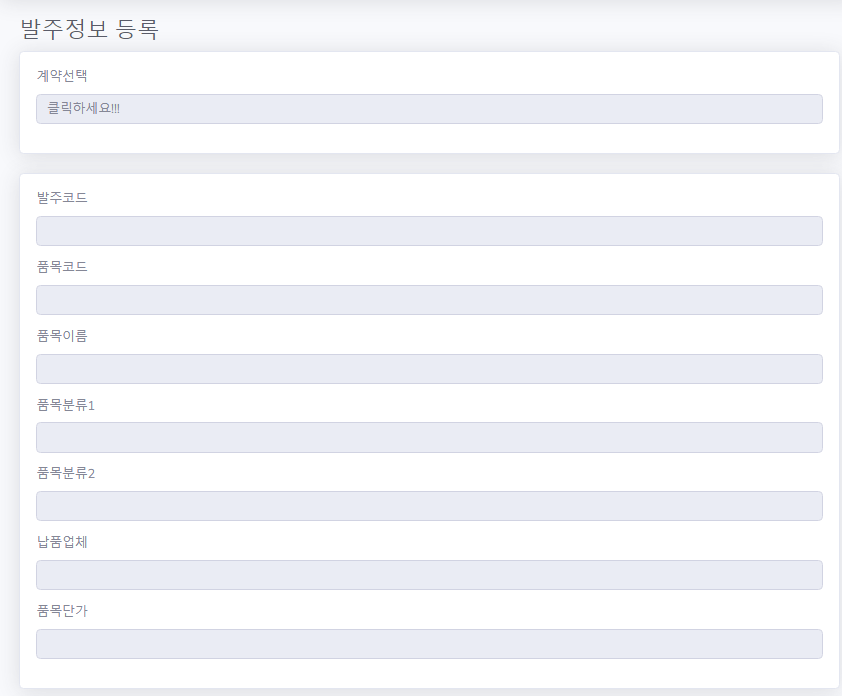 발주정보 등록
계약선택
클릭하세요!!!
발주코드
품목코드
품목이름
품목분류1
품목분류2
납품업체
품목단가